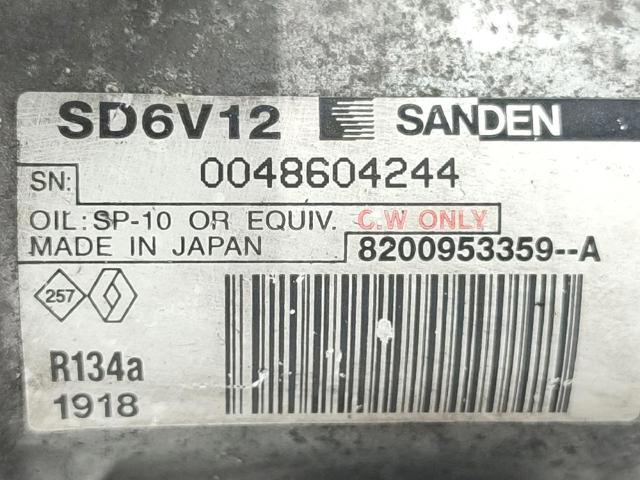 SD6V12 SANDEN
SN: 0048604244
OIL: SP-10 OR EQUIV. C.W ONLY
MADE IN JAPAN 8200953359--A
257
R134a
1918